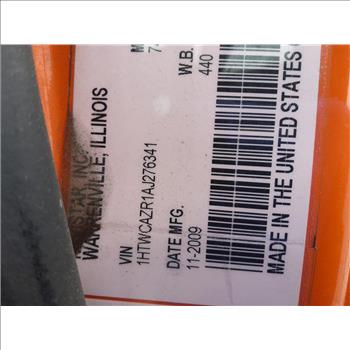 STAR, INC.
WARRENVILLE, ILLINOIS
VIN
1HTWCAZR1AJ276341
DATE MFG.
11-2009
W.B.
440
MADE IN THE UNITED STATES